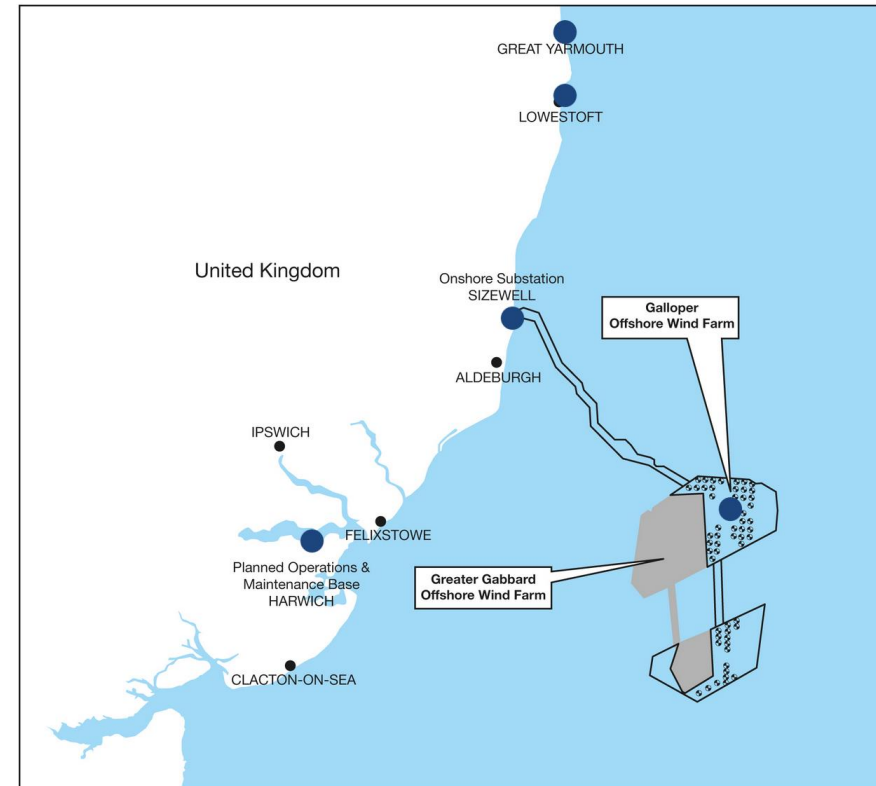 GREAT YARMOUTH
LOWESTOFT
United Kingdom
Onshore Substation
SIZEWELL
Galloper
Offshore Wind Farm
ALDEBURGH
IPSWICH
FELIXSTOWE
Planned Operations &
Maintenance Base
HARWICH
Greater Gabbard
Offshore Wind Farm
CLACTON-ON-SEA